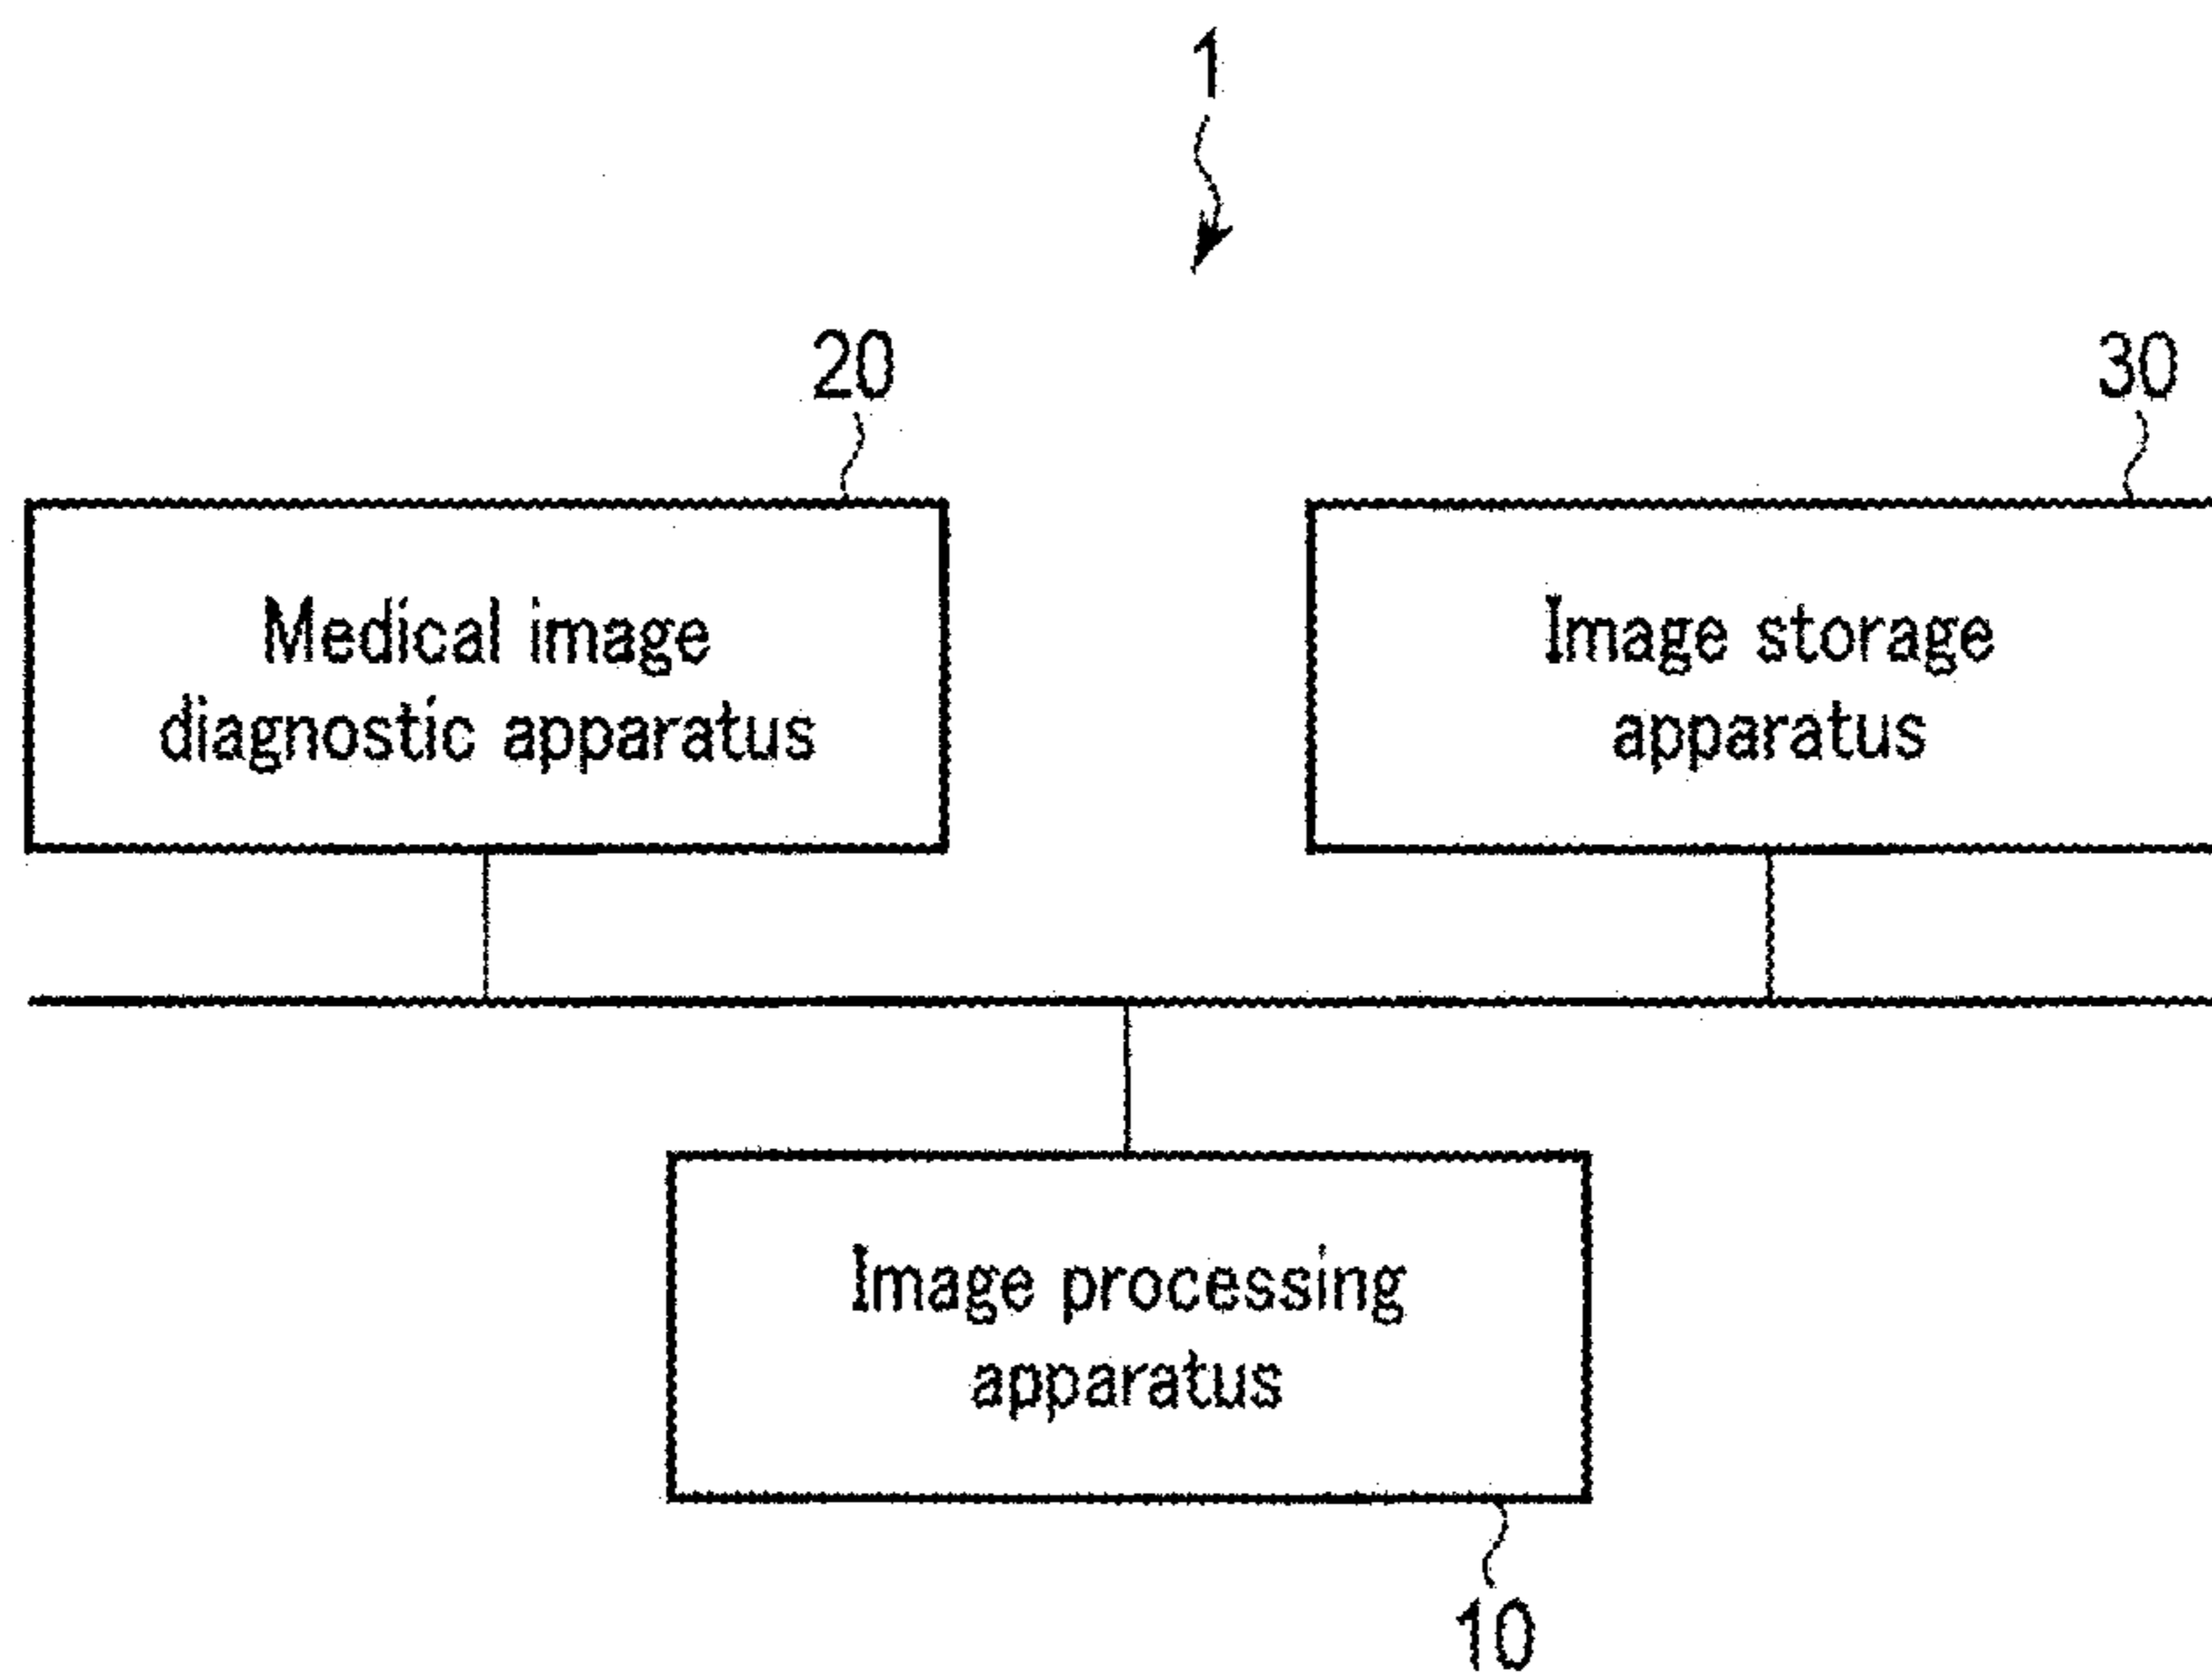 1
20
30
Medical image
diagnostic apparatus
Image storage
apparatus
Image processing
apparatus
10